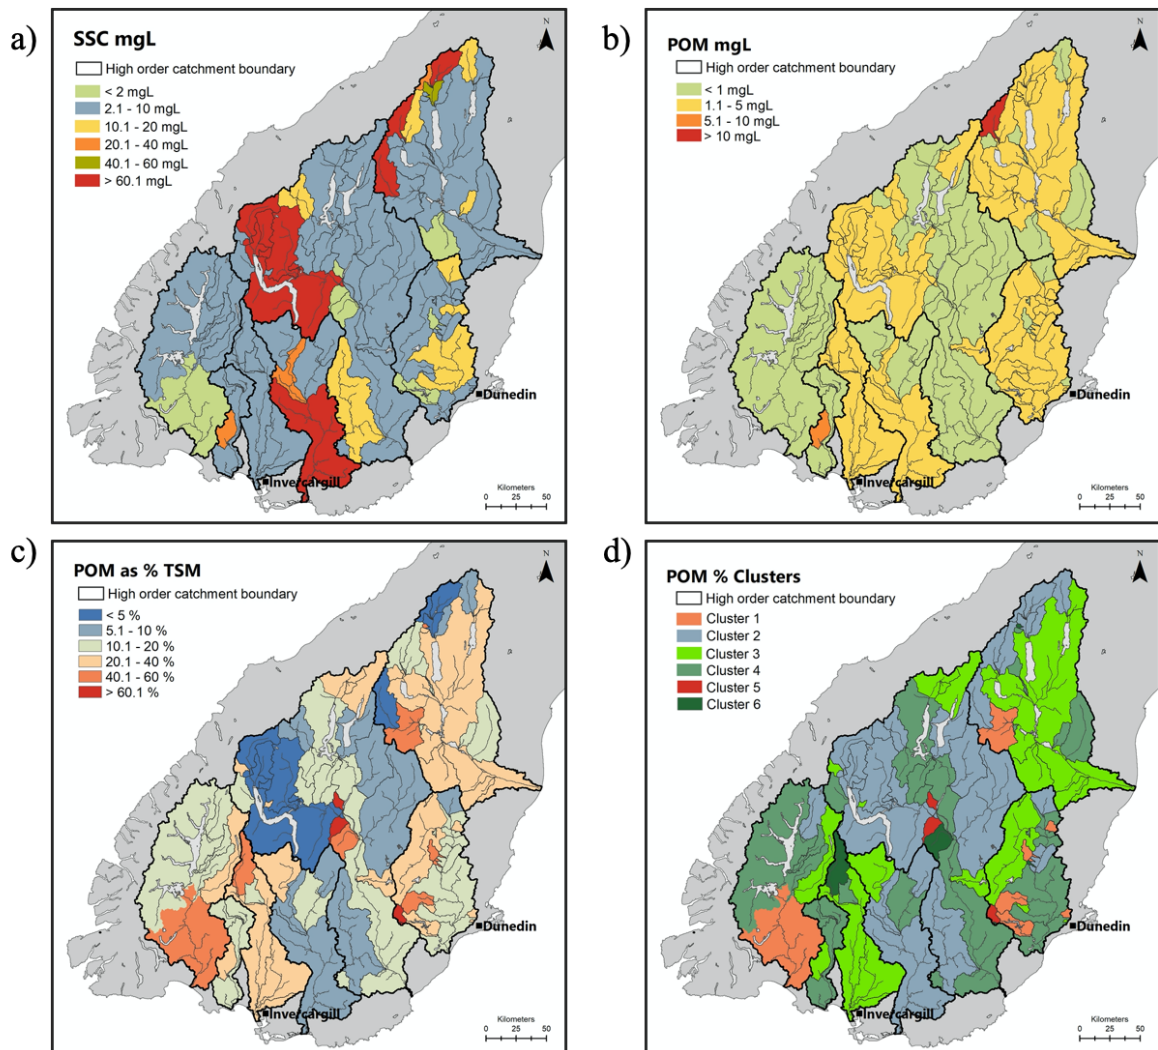 a)
SSC mgL
High order catchment boundary
< 2 mgL
2.1 - 10 mgL
10.1 - 20 mgL
20.1 - 40 mgL
40.1 - 60 mgL
> 60.1 mgL
N
Dunedin
Invercargill
Kilometers
0 25 50
b)
POM mgL
High order catchment boundary
< 1 mgL
1.1 - 5 mgL
5.1 - 10 mgL
> 10 mgL
N
Dunedin
Invercargill
Kilometers
0 25 50
c)
POM as % TSM
High order catchment boundary
< 5 %
5.1 - 10 %
10.1 - 20 %
20.1 - 40 %
40.1 - 60 %
> 60.1 %
N
Dunedin
Invercargill
Kilometers
0 25 50
d)
POM % Clusters
High order catchment boundary
Cluster 1
Cluster 2
Cluster 3
Cluster 4
Cluster 5
Cluster 6
N
Dunedin
Invercargill
Kilometers
0 25 50